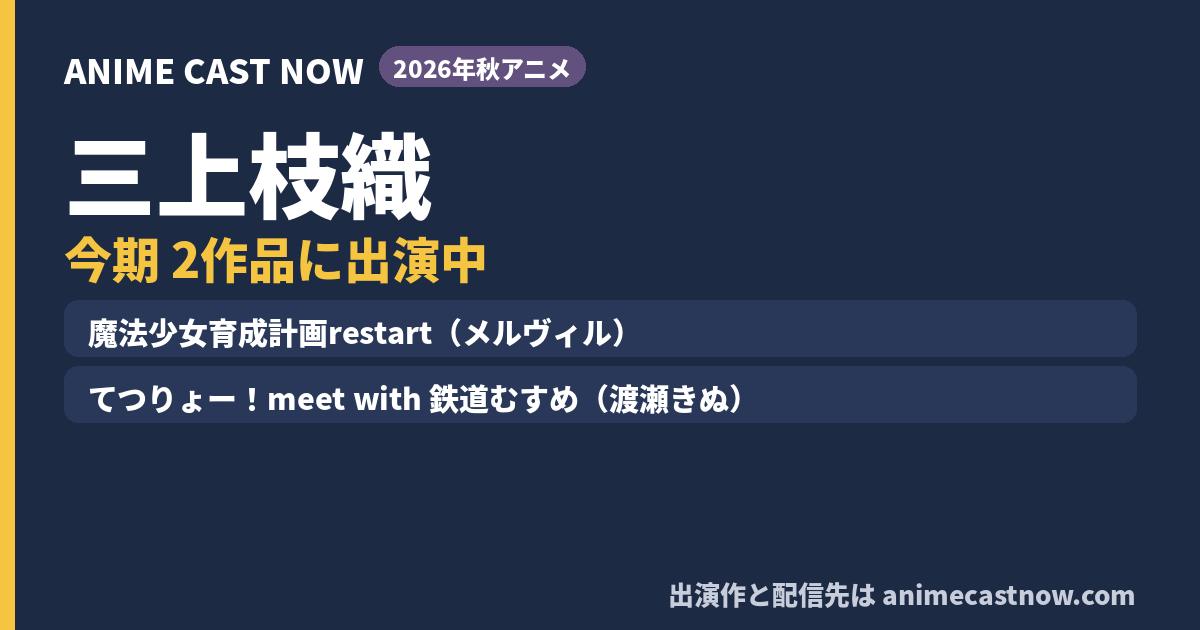 ANIME CAST NOW 2026年秋アニメ
三上枝織
今期 2作品に出演中
魔法少女育成計画restart（メルヴィル）
てつりょー！meet with 鉄道むすめ（渡瀬きぬ）
出演作と配信先は animecastnow.com